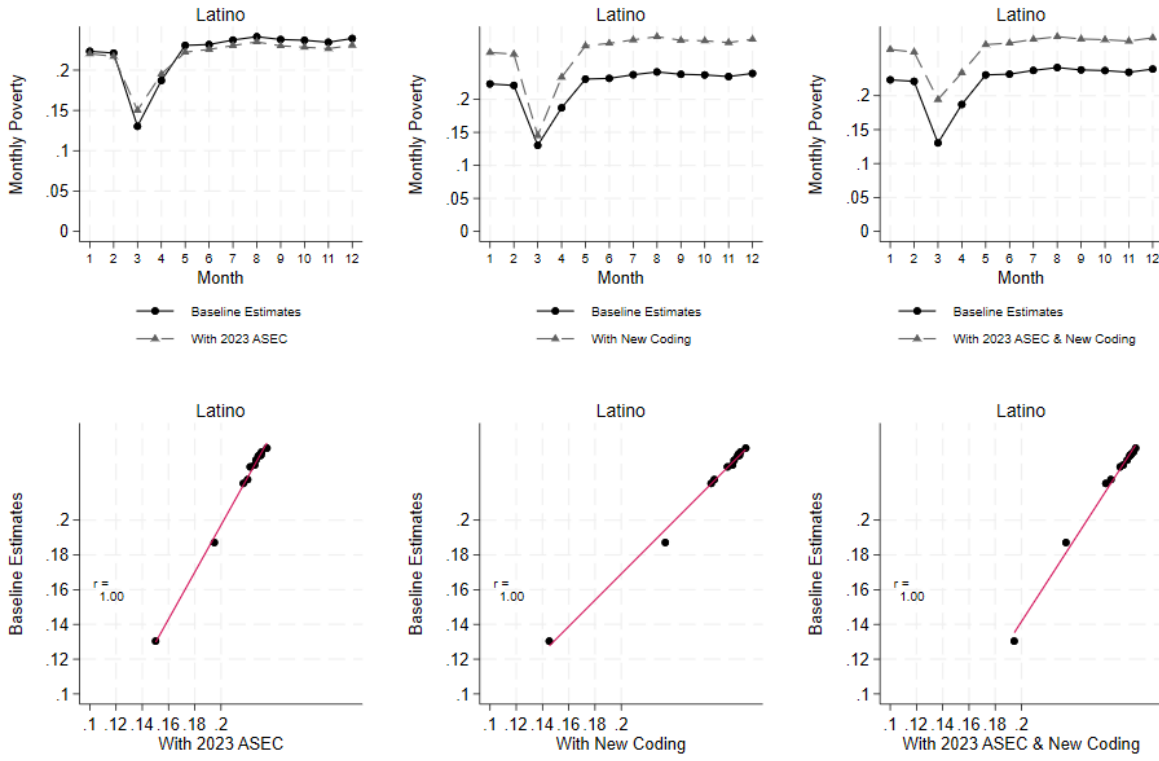 Latino
Monthly Poverty
.2
.15
.1
.05
0
1 2 3 4 5 6 7 8 9 10 11 12
Month
Baseline Estimates
With 2023 ASEC
Latino
Monthly Poverty
.2
.15
.1
.05
0
1 2 3 4 5 6 7 8 9 10 11 12
Month
Baseline Estimates
With New Coding
Latino
Monthly Poverty
.2
.15
.1
.05
0
1 2 3 4 5 6 7 8 9 10 11 12
Month
Baseline Estimates
With 2023 ASEC & New Coding
Latino
Baseline Estimates
.2
.18
.16
.14
.12
.1
r =
1.00
.1 .12 .14 .16 .18 .2
With 2023 ASEC
Latino
Baseline Estimates
.2
.18
.16
.14
.12
.1
r =
1.00
.1 .12 .14 .16 .18 .2
With New Coding
Latino
Baseline Estimates
.2
.18
.16
.14
.12
.1
r =
1.00
.1 .12 .14 .16 .18 .2
With 2023 ASEC & New Coding